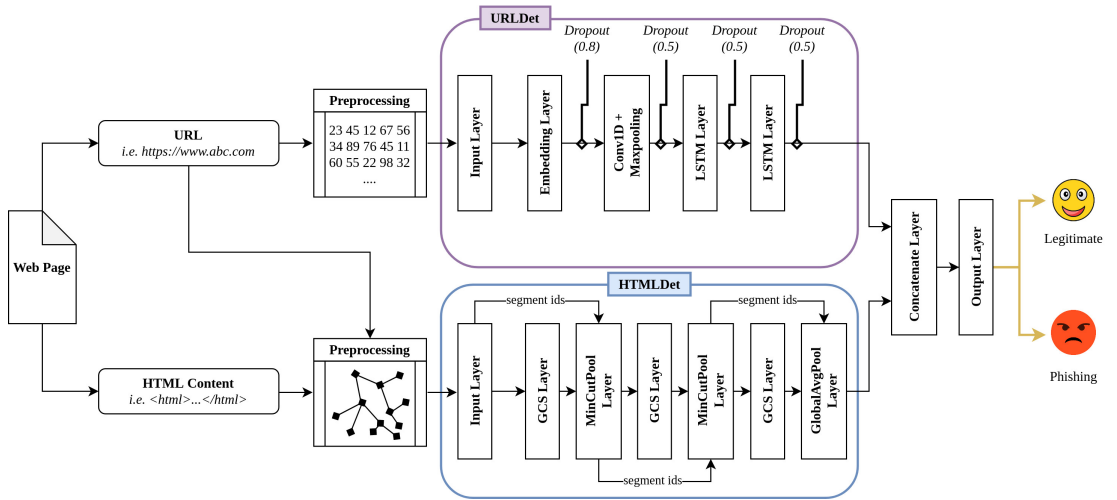 URLDet
Dropout
(0.8)
Dropout
(0.5)
Dropout
(0.5)
Dropout
(0.5)
Web Page
URL
i.e. https://www.abc.com
Preprocessing
23 45 12 67 56
34 89 76 45 11
60 55 22 98 32
....
Input Layer
Embedding Layer
Conv1D +
Maxpooling
LSTM Layer
LSTM Layer
HTML Content
i.e. <html>...</html>
Preprocessing
HTMLDet
segment ids
segment ids
Input Layer
GCS Layer
MinCutPool
Layer
GCS Layer
MinCutPool
Layer
GCS Layer
GlobalAvgPool
Layer
segment ids
Concatenate Layer
Output Layer
Legitimate
Phishing